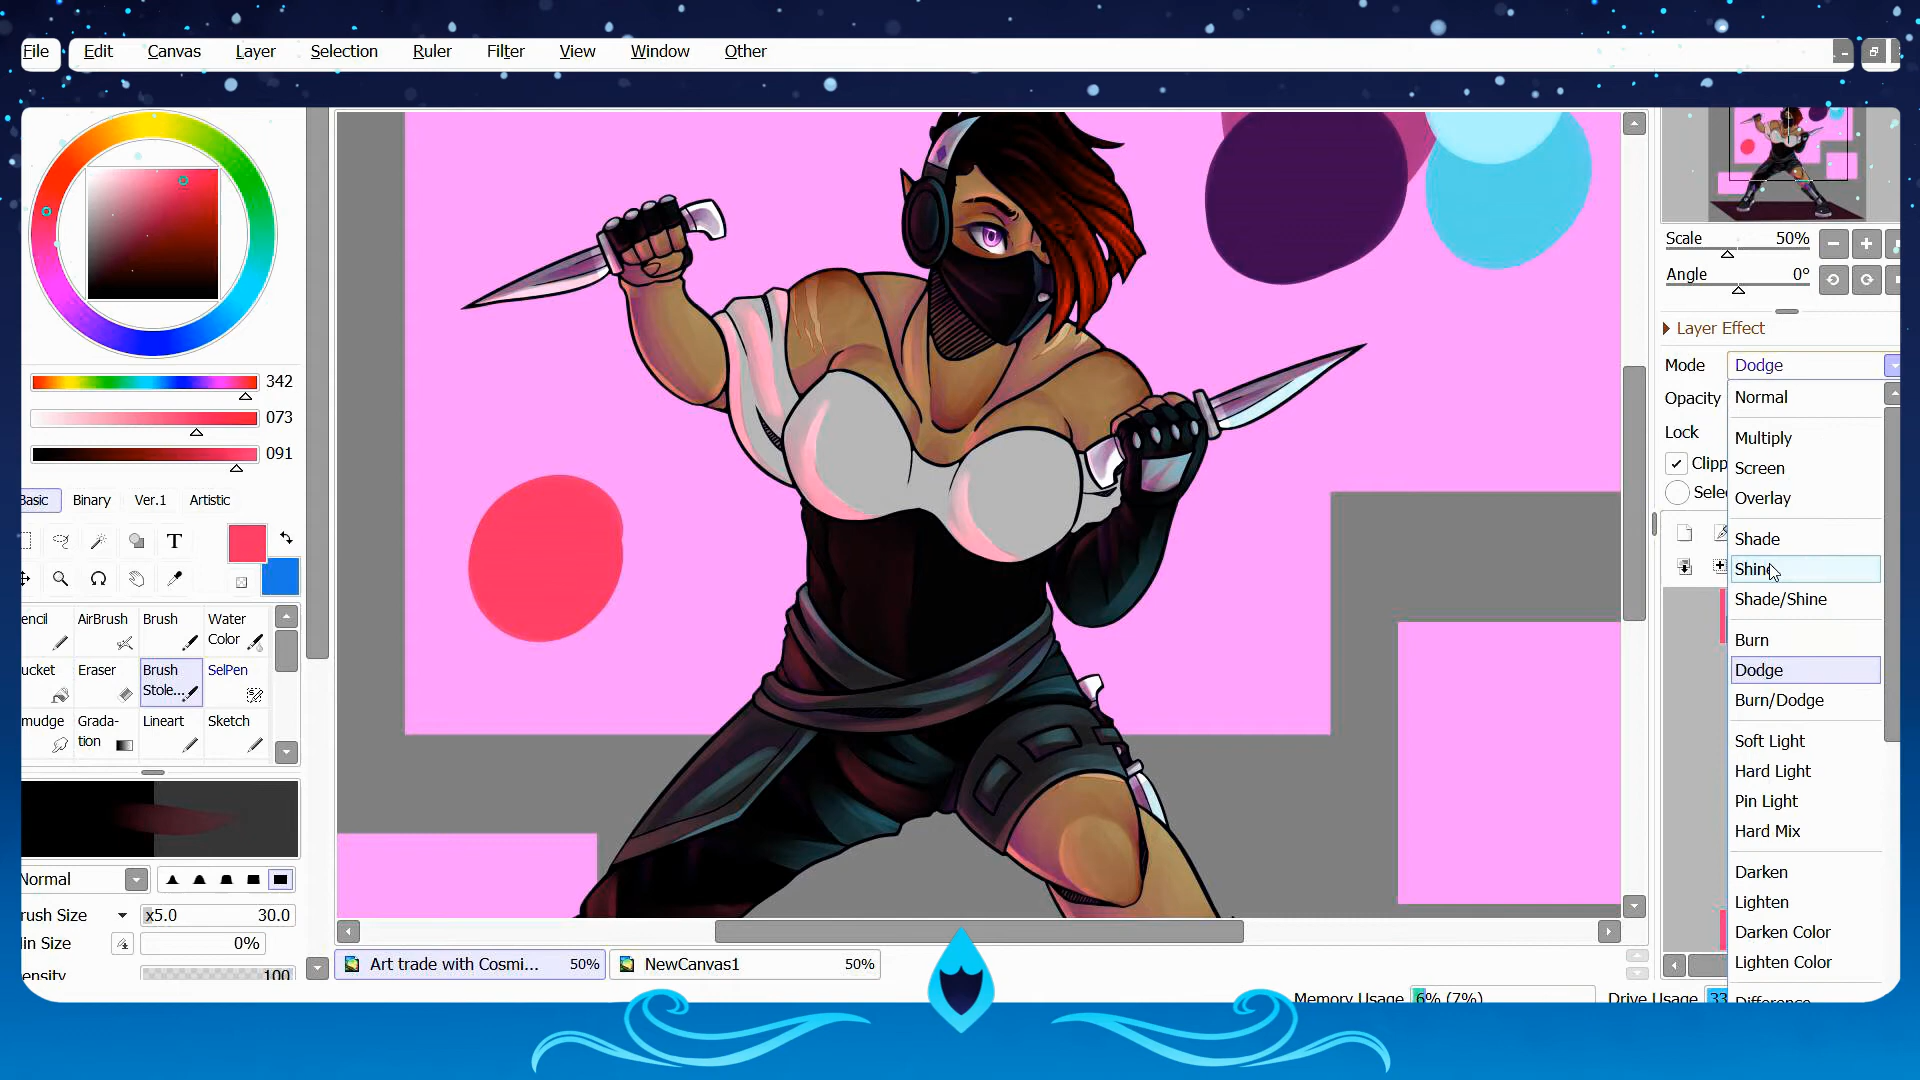 File Edit Canvas Layer Selection Ruler Filter View Window Other
Scale 50%
Angle 0°
Layer Effect
Mode Dodge
Opacity
Lock
Clipp
Sele
Normal
Multiply
Screen
Overlay
Shade
Shine
Shade/Shine
Burn
Dodge
Burn/Dodge
Soft Light
Hard Light
Pin Light
Hard Mix
Darken
Lighten
Darken Color
Lighten Color
Difference
342
073
091
Basic Binary Ver.1 Artistic
T
encil AirBrush Brush Water Color
ucket Eraser Brush Stole... SelPen
mudge Grada-tion Lineart Sketch
Normal
rush Size x5.0 30.0
in Size 0%
ensity 100
Art trade with Cosmi... 50% NewCanvas1 50%
Memory Usage 6% (7%) Drive Usage 33